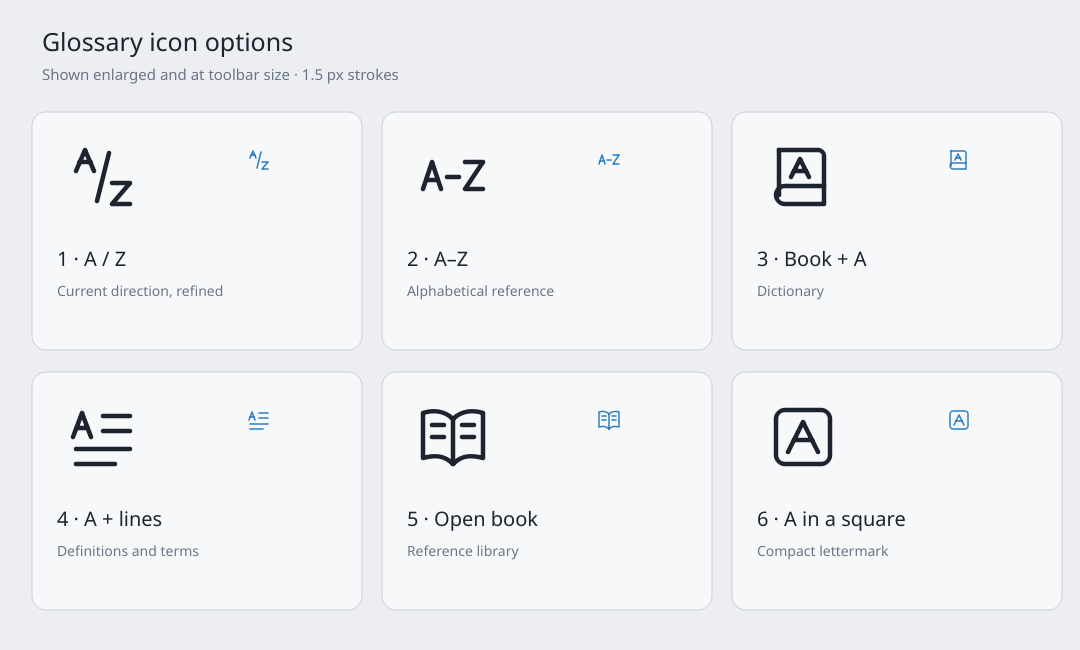 Glossary icon options
Shown enlarged and at toolbar size · 1.5 px strokes
A/Z A/Z
A–Z A–Z
A A
1 · A / Z
2 · A–Z
3 · Book + A
Current direction, refined
Alphabetical reference
Dictionary
A A
A A
4 · A + lines
5 · Open book
6 · A in a square
Definitions and terms
Reference library
Compact lettermark